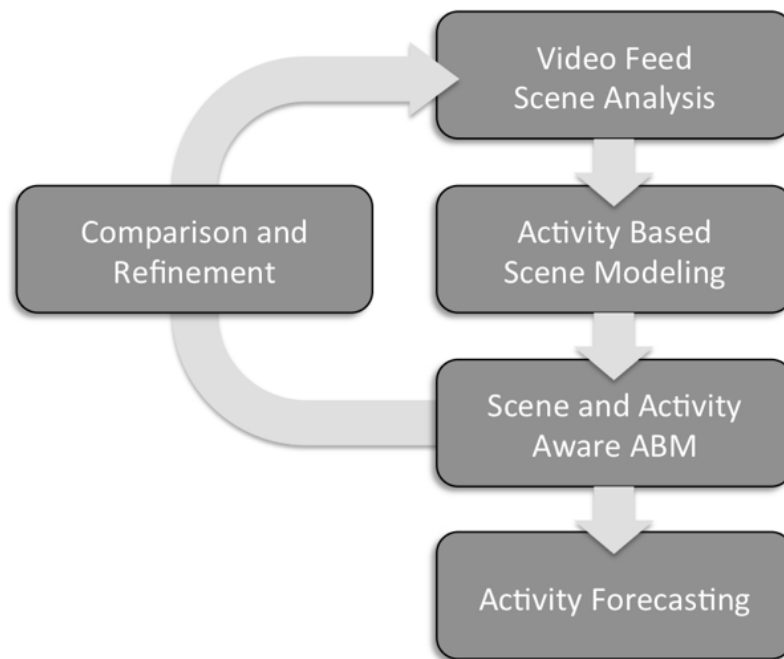 Video Feed
Scene Analysis
Comparison and
Refinement
Activity Based
Scene Modeling
Scene and Activity
Aware ABM
Activity Forecasting